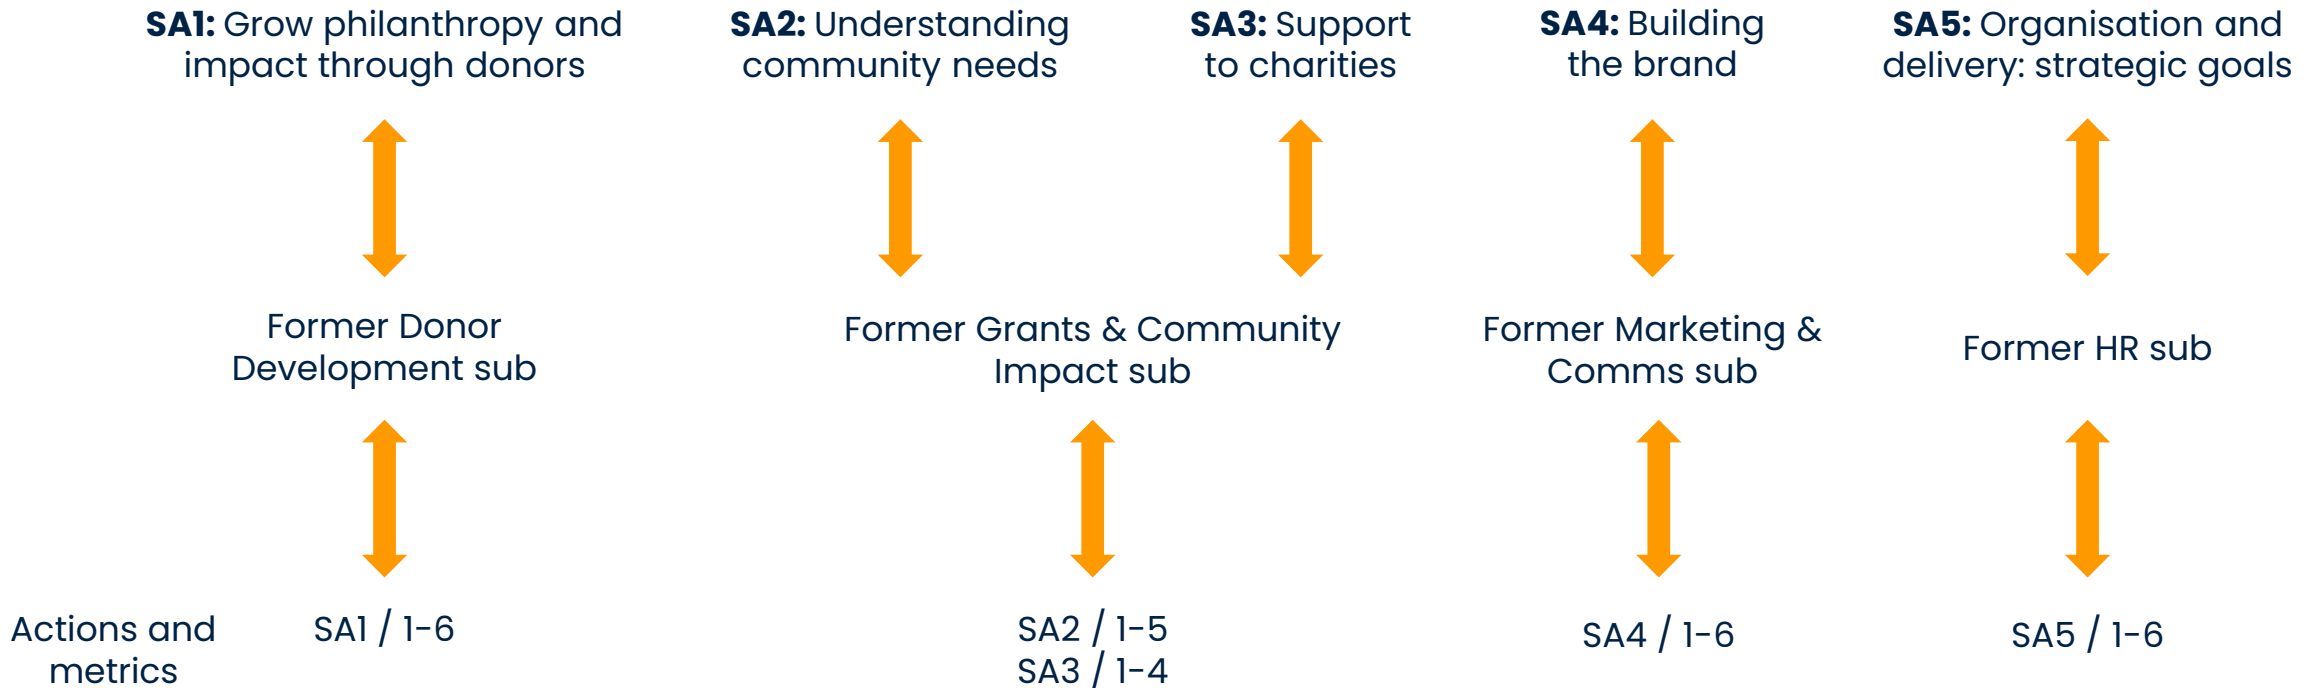 SA1: Grow philanthropy and
impact through donors
SA2: Understanding
community needs
SA3: Support
to charities
SA4: Building
the brand
SA5: Organisation and
delivery: strategic goals
Former Donor
Development sub
Former Grants & Community
Impact sub
Former Marketing &
Comms sub
Former HR sub
Actions and
metrics
SA1 / 1-6
SA2 / 1-5
SA3 / 1-4
SA4 / 1-6
SA5 / 1-6